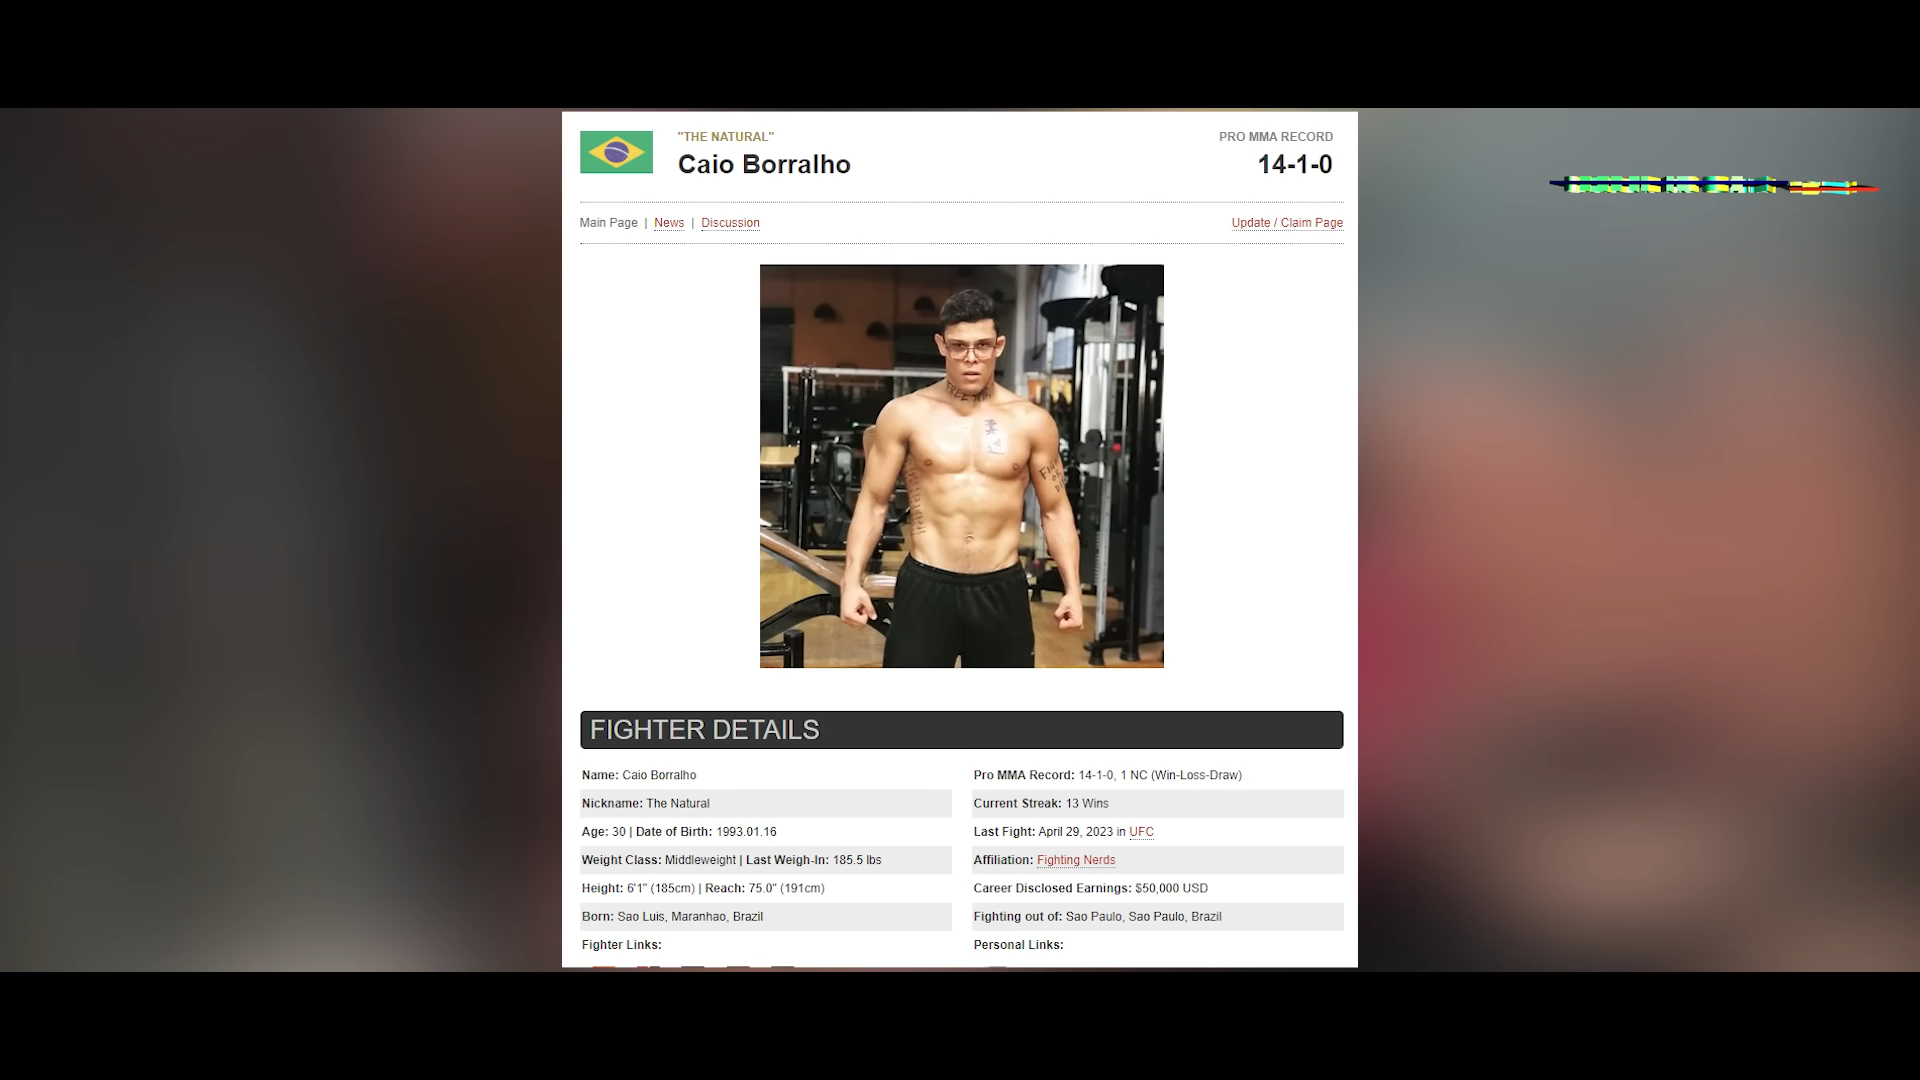 "THE NATURAL"
Caio Borralho
PRO MMA RECORD
14-1-0
Main Page | News | Discussion
Update / Claim Page
FIGHTER DETAILS
Name: Caio Borralho
Nickname: The Natural
Age: 30 | Date of Birth: 1993.01.16
Weight Class: Middleweight | Last Weigh-In: 185.5 lbs
Height: 6'1" (185cm) | Reach: 75.0" (191cm)
Born: Sao Luis, Maranhao, Brazil
Fighter Links:
Pro MMA Record: 14-1-0, 1 NC (Win-Loss-Draw)
Current Streak: 13 Wins
Last Fight: April 29, 2023 in UFC
Affiliation: Fighting Nerds
Career Disclosed Earnings: $50,000 USD
Fighting out of: Sao Paulo, Sao Paulo, Brazil
Personal Links: